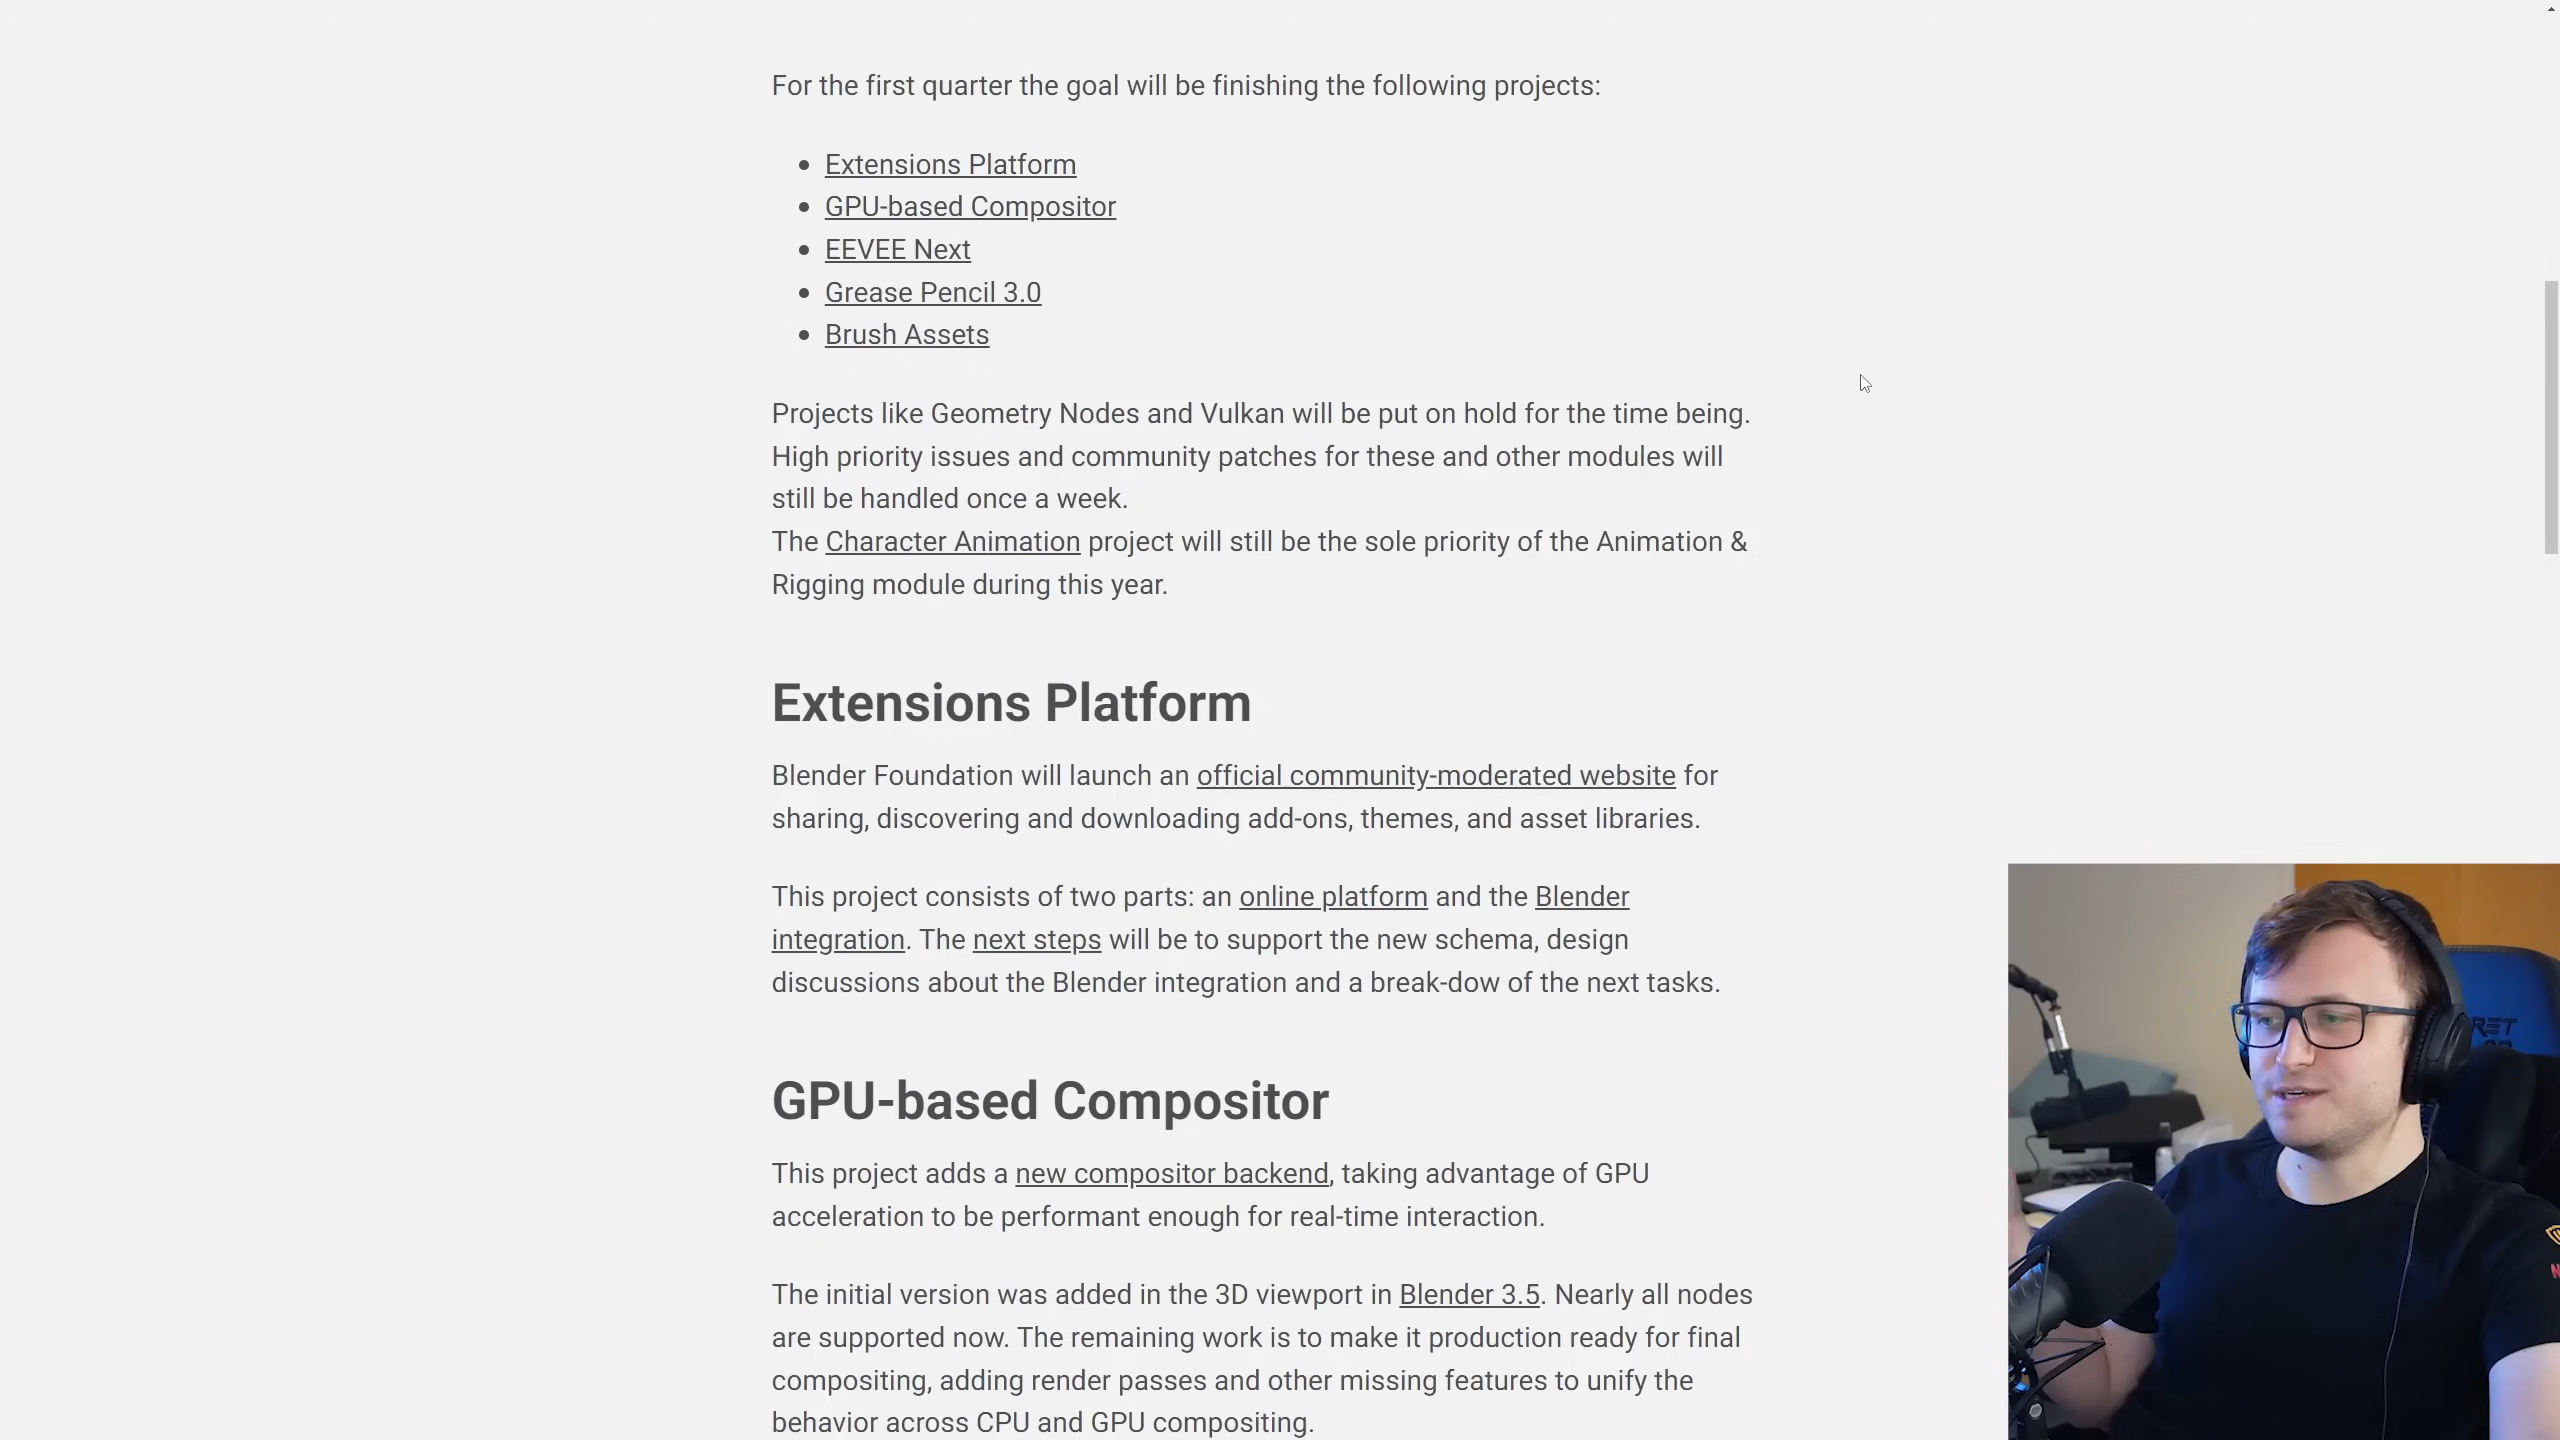 For the first quarter the goal will be finishing the following projects:
Extensions Platform
GPU-based Compositor
EEVEE Next
Grease Pencil 3.0
Brush Assets
Projects like Geometry Nodes and Vulkan will be put on hold for the time being.
High priority issues and community patches for these and other modules will
still be handled once a week.
The Character Animation project will still be the sole priority of the Animation &
Rigging module during this year.
Extensions Platform
Blender Foundation will launch an official community-moderated website for
sharing, discovering and downloading add-ons, themes, and asset libraries.
This project consists of two parts: an online platform and the Blender
integration. The next steps will be to support the new schema, design
discussions about the Blender integration and a break-dow of the next tasks.
GPU-based Compositor
This project adds a new compositor backend, taking advantage of GPU
acceleration to be performant enough for real-time interaction.
The initial version was added in the 3D viewport in Blender 3.5. Nearly all nodes
are supported now. The remaining work is to make it production ready for final
compositing, adding render passes and other missing features to unify the
behavior across CPU and GPU compositing.